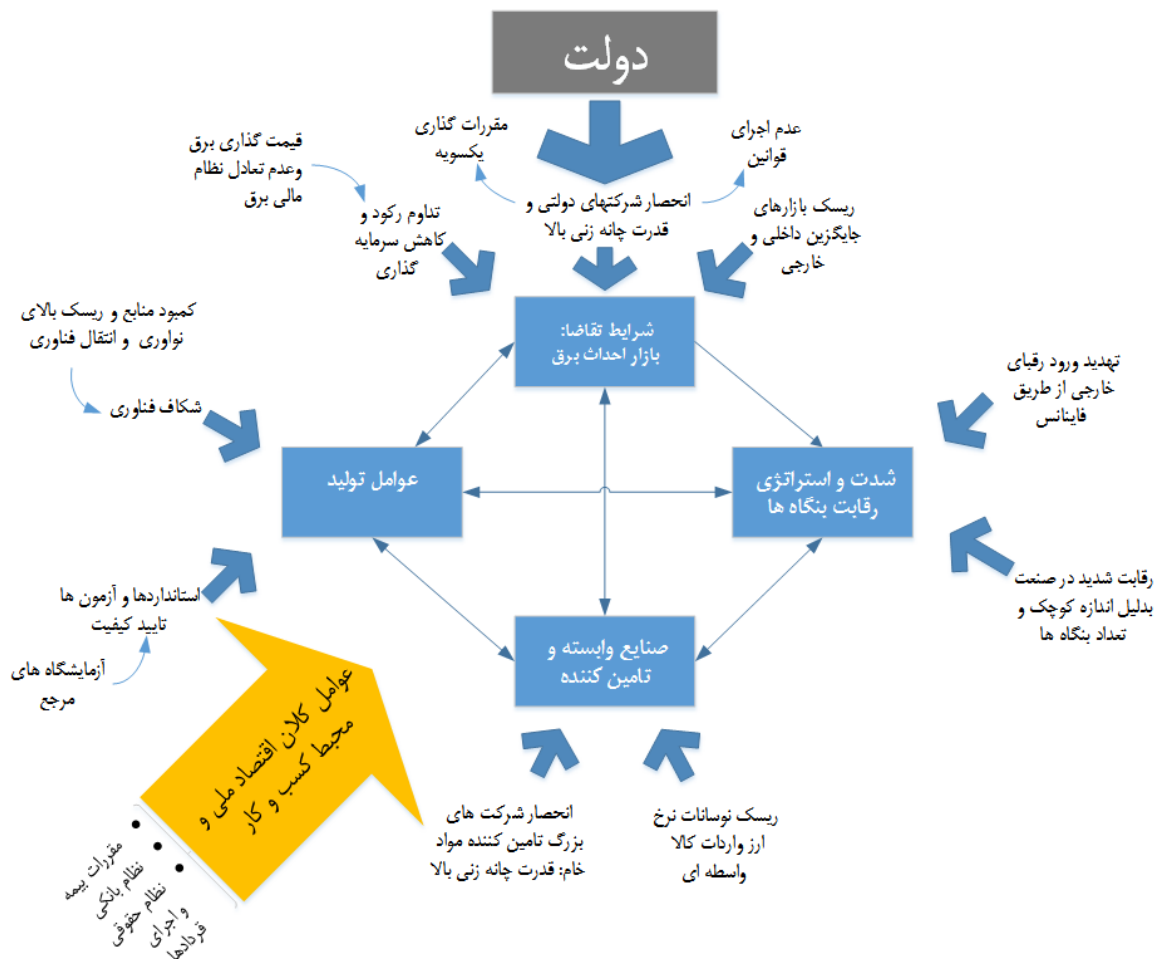 دولت
مقررات گذاری
یکسویه
عدم اجرای
قوانین
قیمت گذاری برق
وعدم تعادل نظام
مالی برق
انحصار شرکتهای دولتی و
قدرت چانه زنی بالا
تداوم رکود و
کاهش سرمایه
گذاری
ریسک بازارهای
جایگزین داخلی و
خارجی
شرایط تقاضا:
بازار احداث برق
کمبود منابع و ریسک بالای
نواوری و انتقال فناوری
شکاف فناوری
تهدید ورود رقبای
خارجی از طریق
فاینانس
عوامل تولید
شدت و استراتژی
رقابت بنگاه ها
استانداردها و آزمون ها
تایید کیفیت
آزمایشگاه های
مرجع
رقابت شدید در صنعت
بدلیل اندازه کوچک و
تعداد بنگاه ها
صنایع وابسته و
تامین کننده
عوامل کلان اقتصاد ملی و
محیط کسب و کار
• مقررات بیمه
• نظام بانکی
• نظام حقوقی
و اجرای
قردادها
انحصار شرکت های
بزرگ تامین کننده مواد
خام: قدرت چانه زنی بالا
ریسک نوسانات نرخ
ارز واردات کالا
واسطه ای